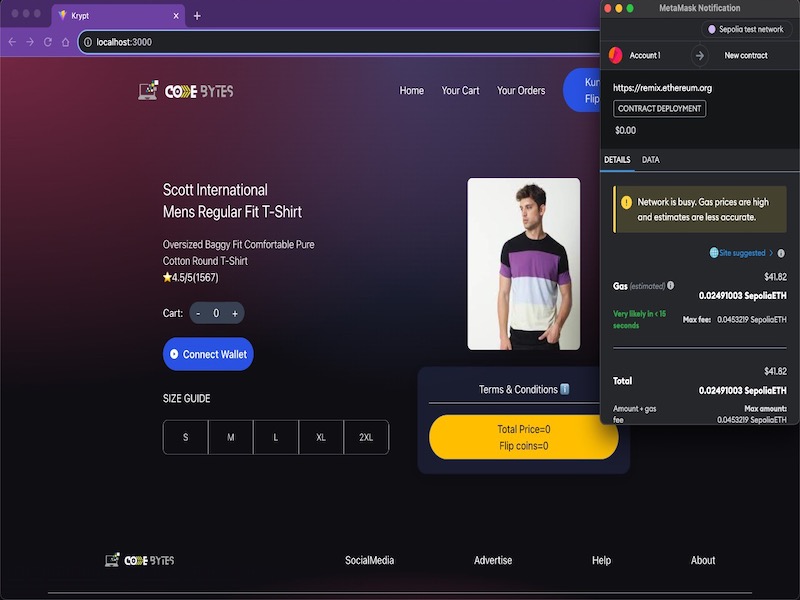 Krypt
localhost:3000
CODE BYTES
Home
Your Cart
Your Orders
Kun
Flip
Scott International
Mens Regular Fit T-Shirt
Oversized Baggy Fit Comfortable Pure
Cotton Round T-Shirt
⭐4.5/5(1567)
Cart: - 0 +
Connect Wallet
SIZE GUIDE
S M L XL 2XL
Terms & Conditions ℹ️
Total Price=0
Flip coins=0
CODE BYTES
SocialMedia
Advertise
Help
About
MetaMask Notification
Sepolia test network
Account 1
New contract
https://remix.ethereum.org
CONTRACT DEPLOYMENT
$0.00
DETAILS DATA
Network is busy. Gas prices are high
and estimates are less accurate.
Site suggested
$41.82
Gas (estimated)
0.02491003 SepoliaETH
Very likely in < 15
seconds
Max fee: 0.0453219 SepoliaETH
$41.82
Total
0.02491003 SepoliaETH
Amount + gas
fee
Max amount:
0.0453219 SepoliaETH